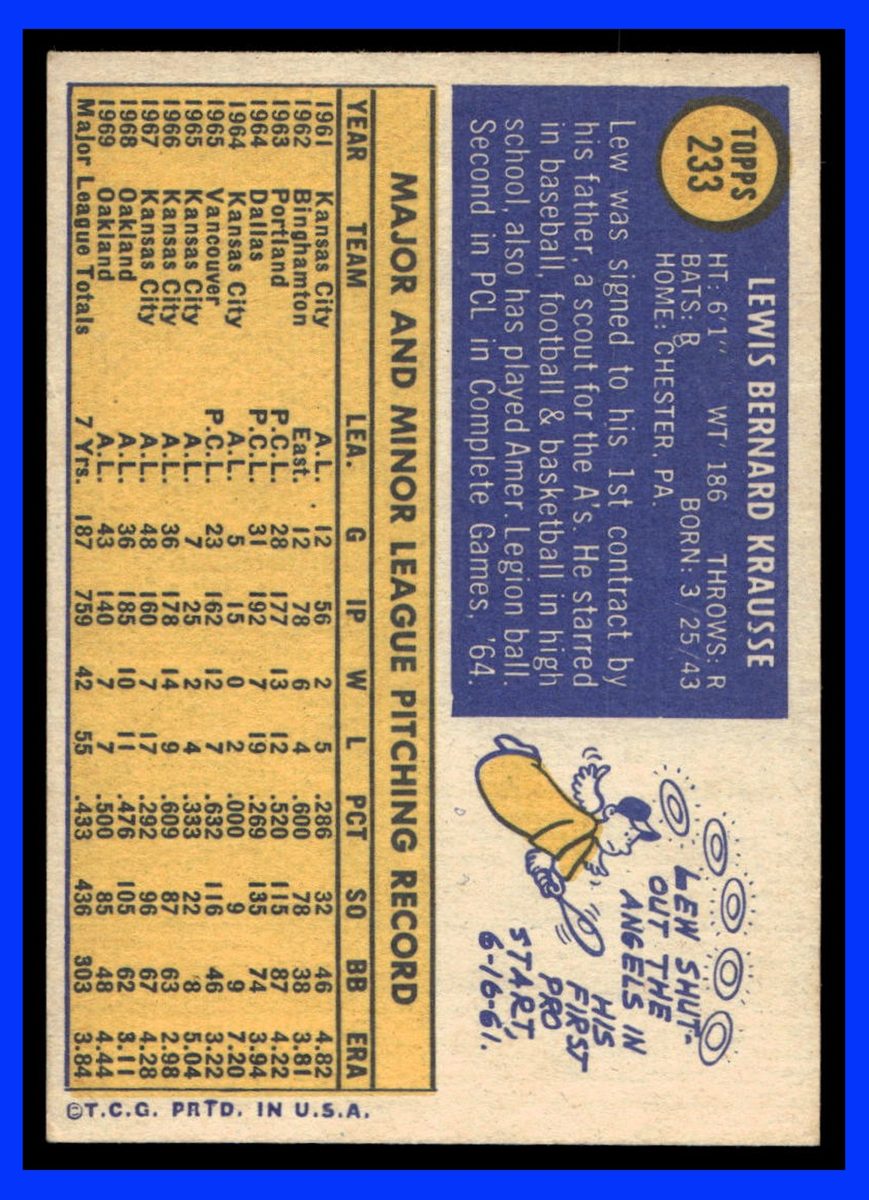 TOPPS
233
LEWIS BERNARD KRAUSSE
HT: 6'1" WT' 186 THROWS: R
BATS: R BORN: 3/25/43
HOME: CHESTER, PA.
Lew was signed to his 1st contract by
his father, a scout for the A's. He starred
in baseball, football & basketball in high
school, also has played Amer. Legion ball.
Second in PCL in Complete Games, '64.
LEW SHUT-
OUT THE
ANGELS IN
HIS
FIRST
PRO
START,
6-16-61.
MAJOR AND MINOR LEAGUE PITCHING RECORD
YEAR TEAM LEA. G IP W L PCT SO BB ERA
1961 Kansas City A.L. 12 56 2 5 .286 32 46 4.82
1962 Binghamton East. 12 78 6 4 .600 78 38 3.81
1963 Portland P.C.L. 28 177 13 12 .520 115 87 4.22
1964 Dallas P.C.L. 31 192 7 19 .269 135 74 3.94
1964 Kansas City A.L. 5 15 0 2 .000 9 9 7.20
1965 Vancouver P.C.L. 23 162 12 7 .632 116 46 3.22
1965 Kansas City A.L. 7 25 2 4 .333 22 8 5.04
1966 Kansas City A.L. 36 178 14 9 .609 87 63 2.98
1967 Kansas City A.L. 48 160 7 17 .292 96 67 4.28
1968 Oakland A.L. 36 185 10 11 .476 105 62 3.11
1969 Oakland A.L. 43 140 7 7 .500 85 48 4.44
Major League Totals 7 Yrs. 187 759 42 55 .433 436 303 3.84
©T.C.G. PRTD. IN U.S.A.